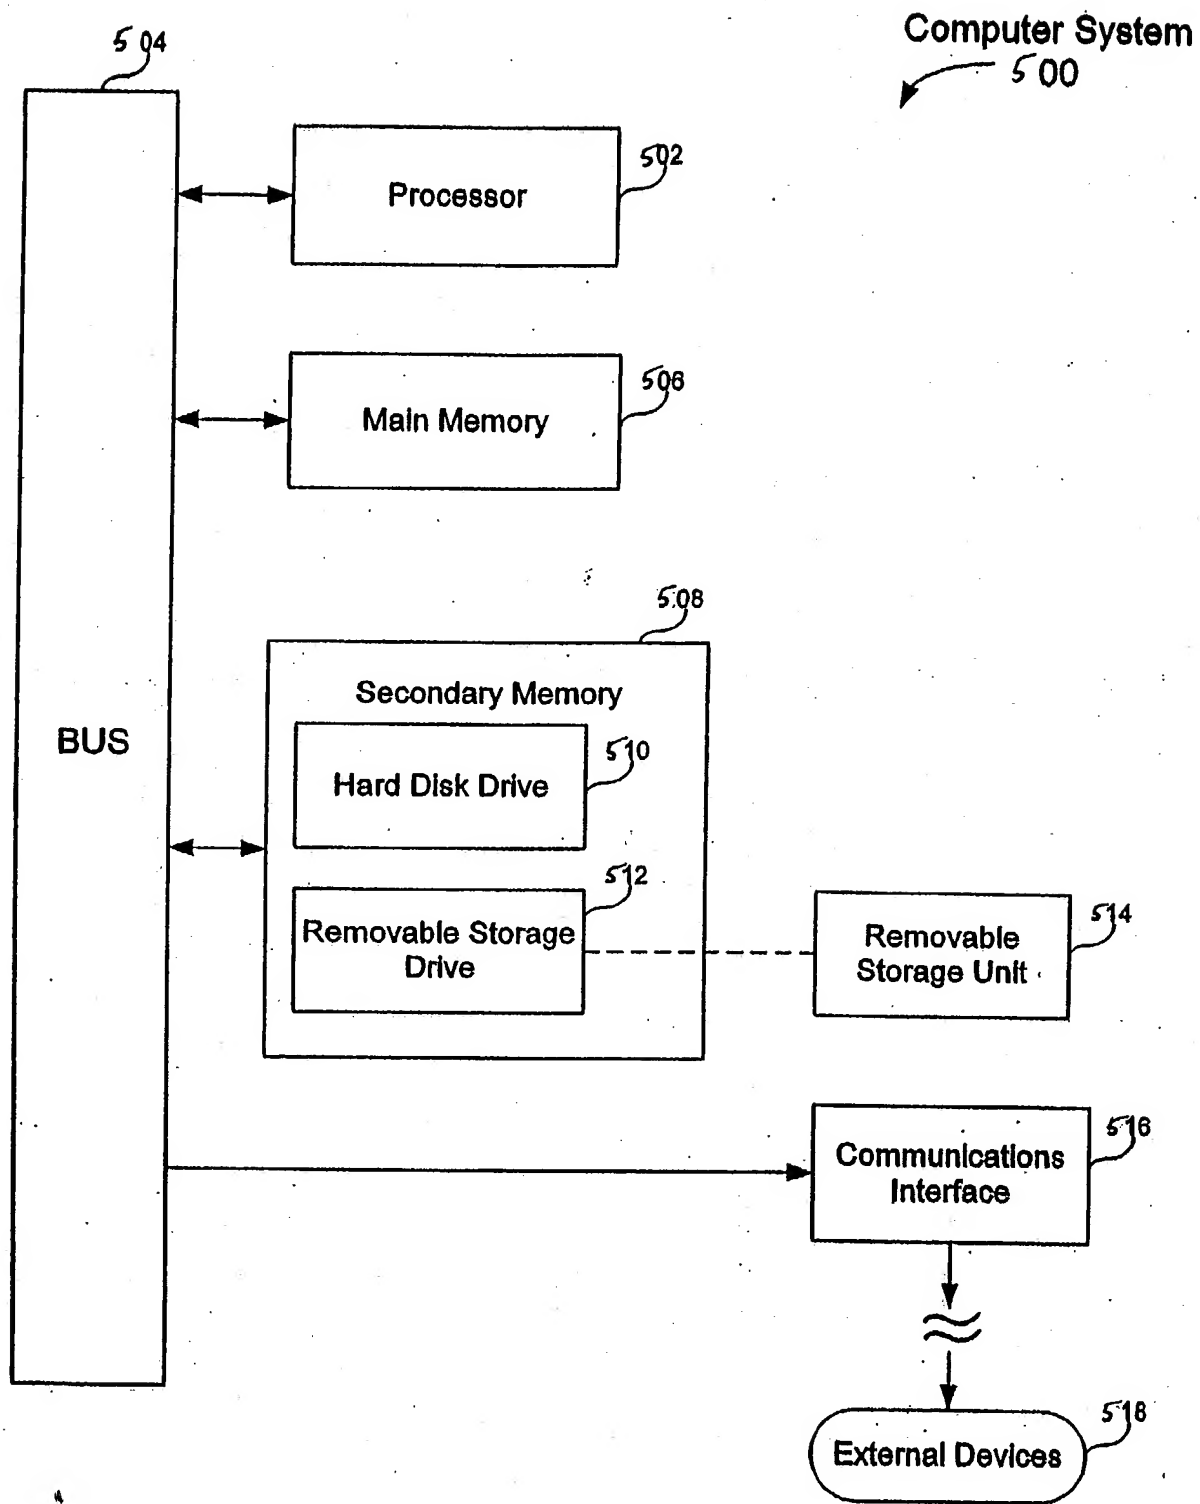 Computer System
500
504
502
Processor
506
Main Memory
508
Secondary Memory
BUS
510
Hard Disk Drive
512
Removable Storage
Drive
514
Removable
Storage Unit
516
Communications
Interface
518
External Devices